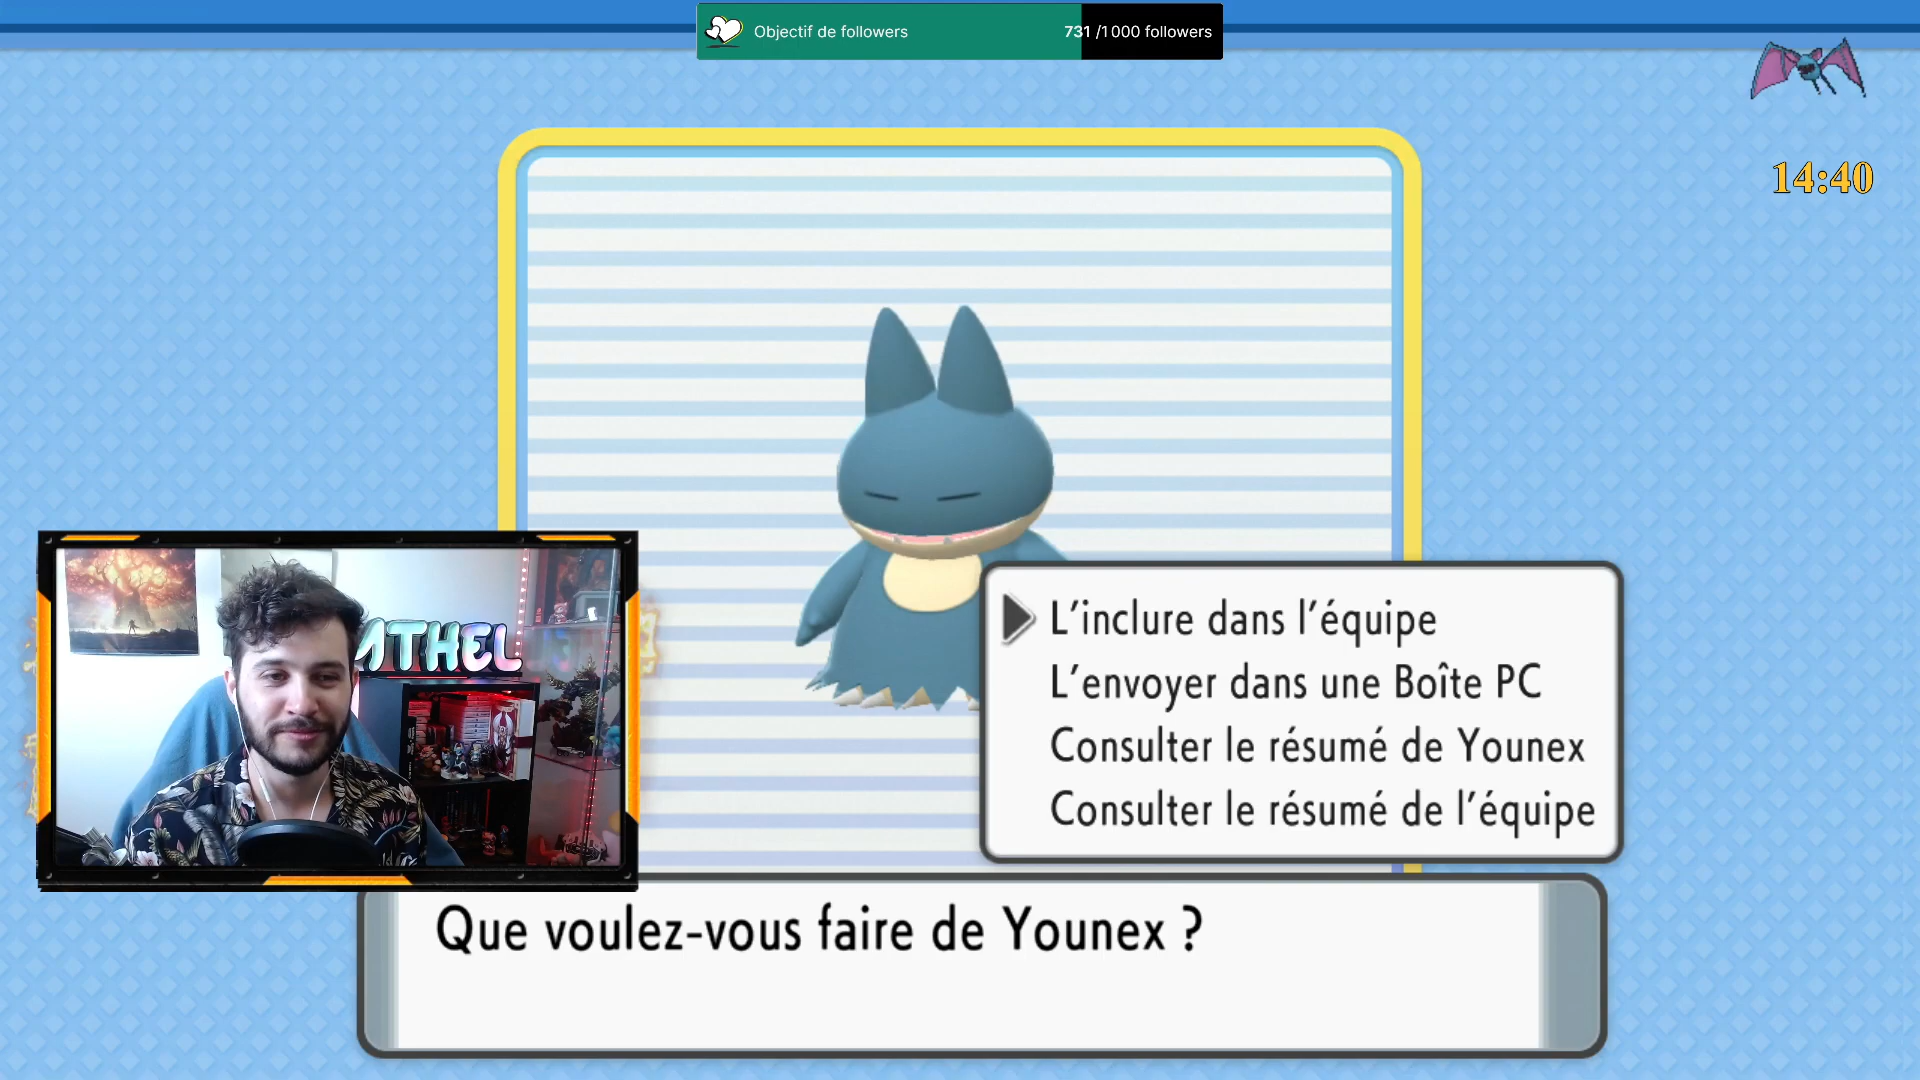 Objectif de followers
731 /1000 followers
14:40
L'inclure dans l'équipe
L'envoyer dans une Boîte PC
Consulter le résumé de Younex
Consulter le résumé de l'équipe
Que voulez-vous faire de Younex ?